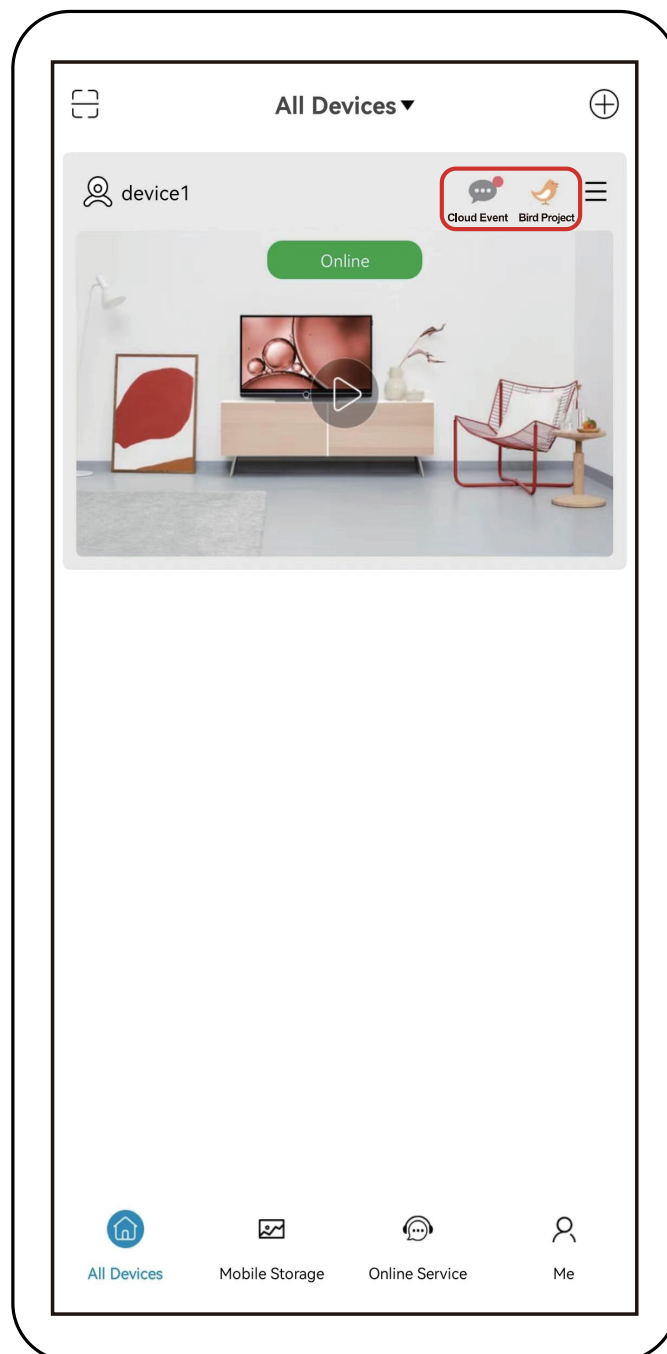 All Devices
device1
Cloud Event Bird Project
Online
All Devices Mobile Storage Online Service Me